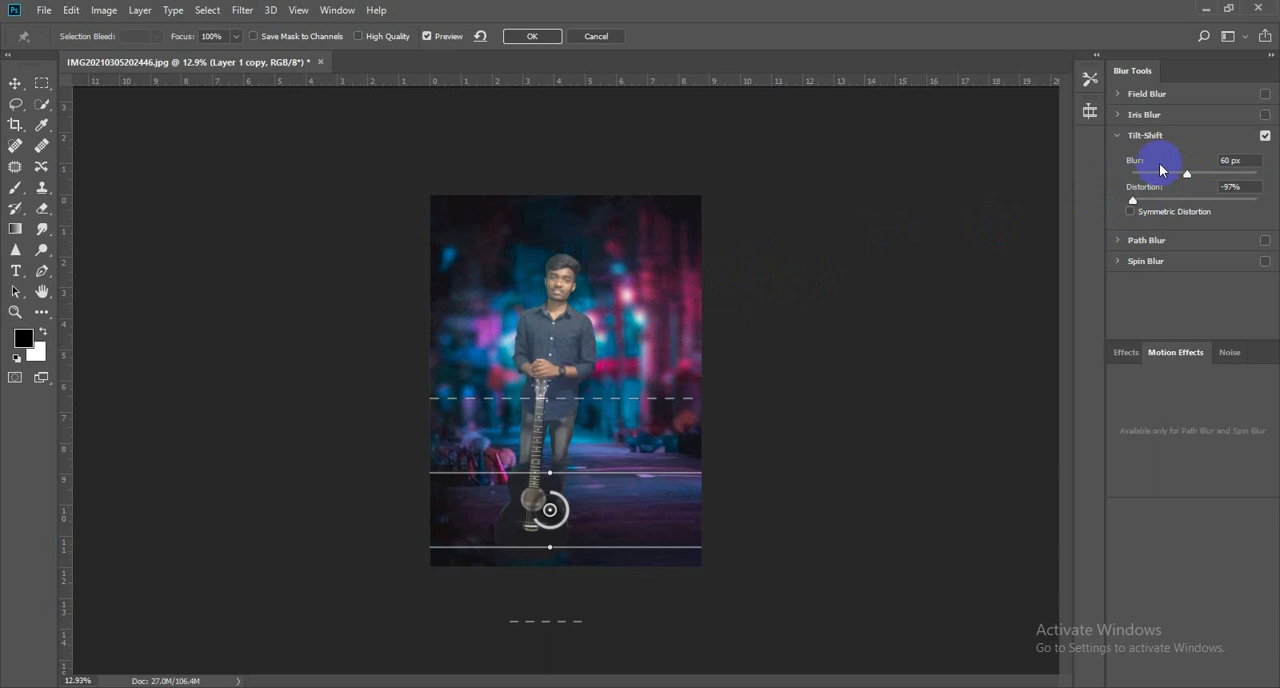 Ps File Edit Image Layer Type Select Filter 3D View Window Help
Selection Bleed: Focus: 100% Save Mask to Channels High Quality Preview OK Cancel
IMG20210305202446.jpg @ 12.9% (Layer 1 copy, RGB/8*) * ×
Blur Tools
Field Blur
Iris Blur
Tilt-Shift
Blur: 60 px
Distortion: -97%
Symmetric Distortion
Path Blur
Spin Blur
Effects Motion Effects Noise
Available only for Path Blur and Spin Blur
Activate Windows
Go to Settings to activate Windows.
12.93% Doc: 27.0M/106.4M